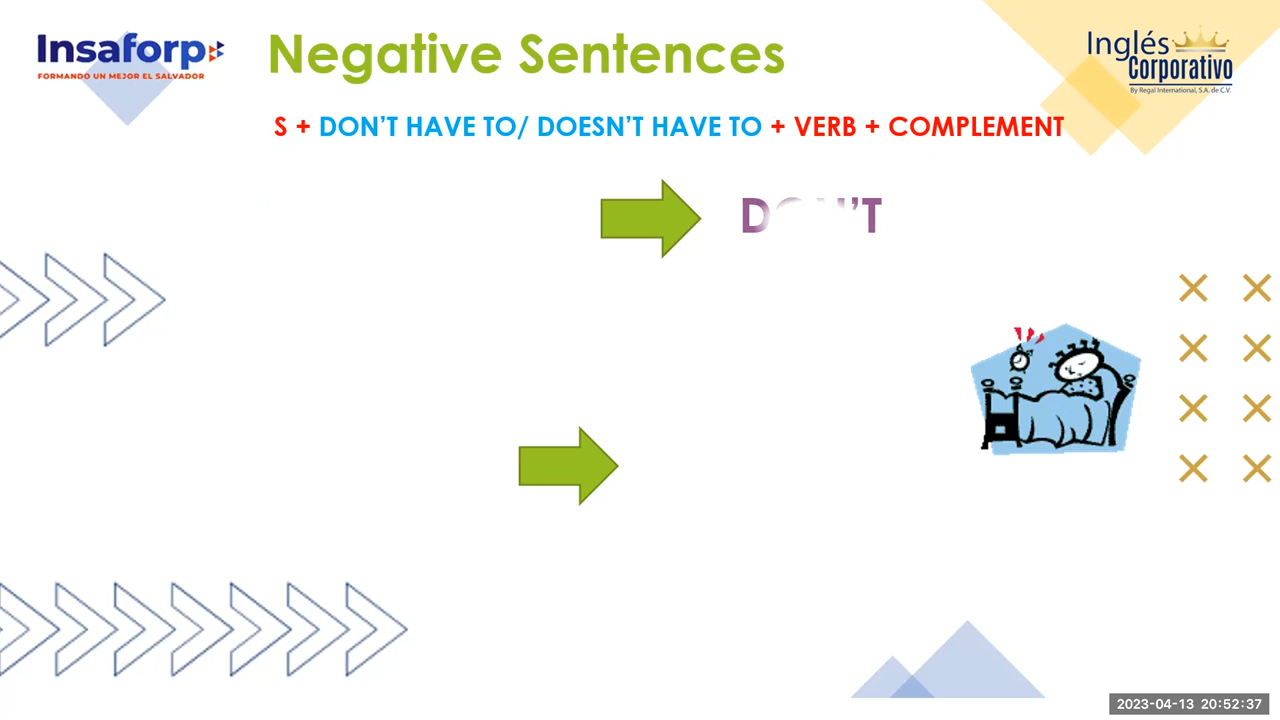 Insaforp
FORMANDO UN MEJOR EL SALVADOR
Negative Sentences
Inglés
Corporativo
By Regal International, S.A. de C.V.
S + DON'T HAVE TO/ DOESN'T HAVE TO + VERB + COMPLEMENT
DON'T
2023-04-13 20:52:37